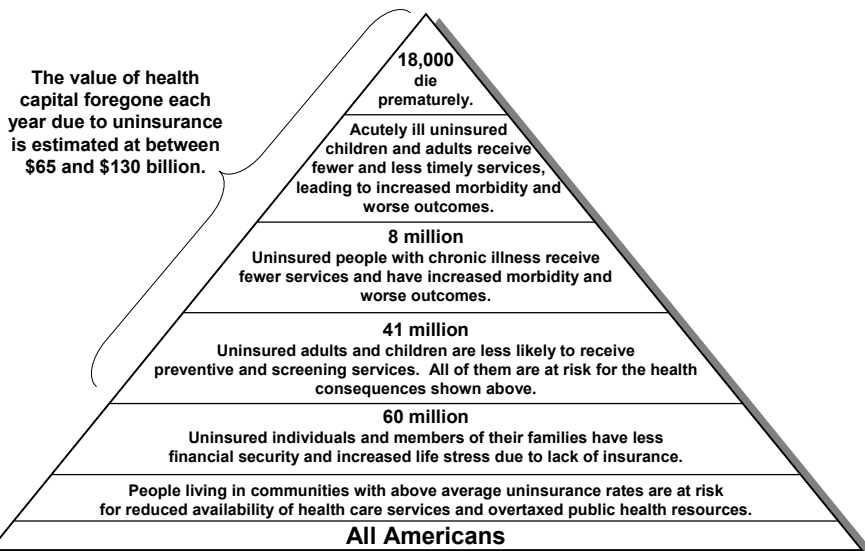 The value of health
capital foregone each
year due to uninsurance
is estimated at between
$65 and $130 billion.
18,000
die
prematurely.
Acutely ill uninsured
children and adults receive
fewer and less timely services,
leading to increased morbidity and
worse outcomes.
8 million
Uninsured people with chronic illness receive
fewer services and have increased morbidity and
worse outcomes.
41 million
Uninsured adults and children are less likely to receive
preventive and screening services. All of them are at risk for the health
consequences shown above.
60 million
Uninsured individuals and members of their families have less
financial security and increased life stress due to lack of insurance.
People living in communities with above average uninsurance rates are at risk
for reduced availability of health care services and overtaxed public health resources.
All Americans